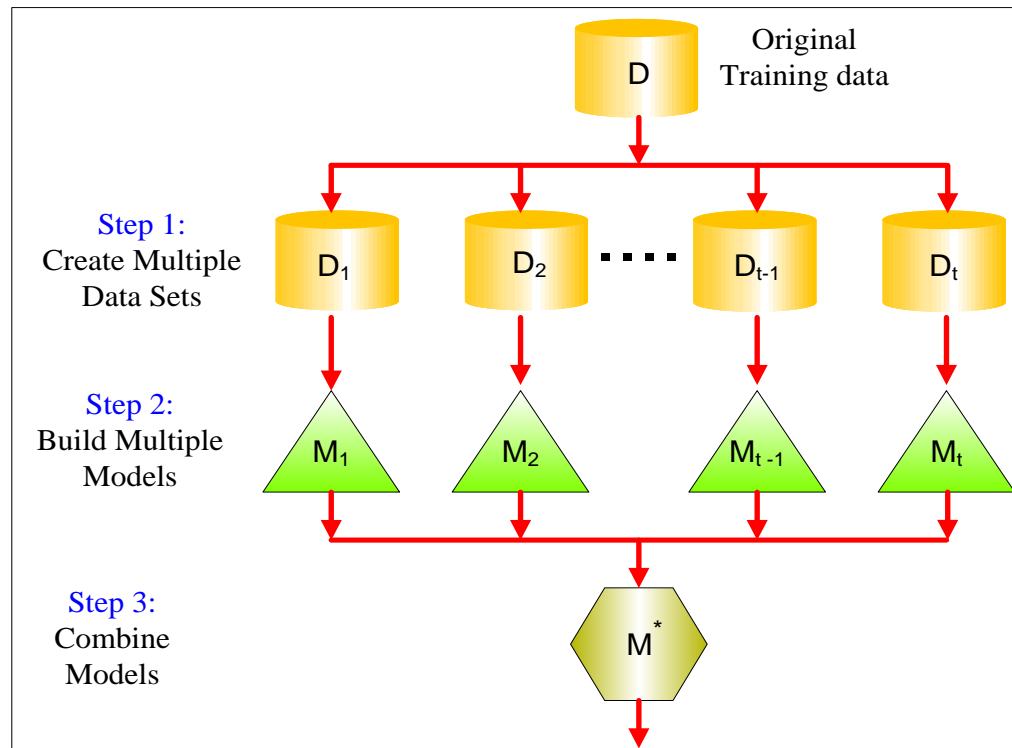 D
Original
Training data
Step 1:
Create Multiple
Data Sets
D₁
D₂
Dₜ₋₁
Dₜ
Step 2:
Build Multiple
Models
M₁
M₂
Mₜ ₋₁
Mₜ
Step 3:
Combine
Models
M*